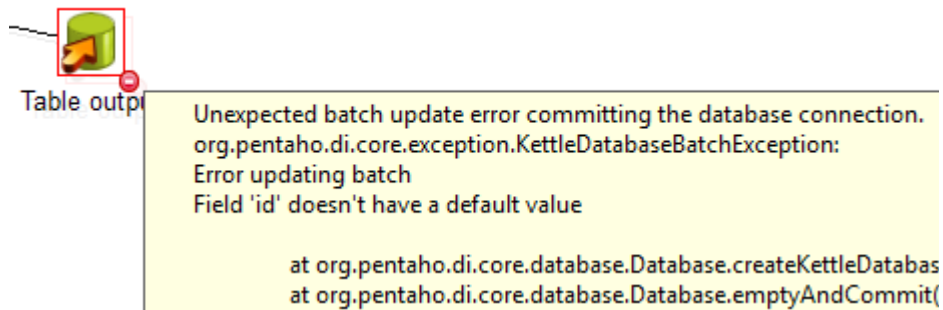 Table outp
Unexpected batch update error committing the database connection.
org.pentaho.di.core.exception.KettleDatabaseBatchException:
Error updating batch
Field 'id' doesn't have a default value
at org.pentaho.di.core.database.Database.createKettleDatabas
at org.pentaho.di.core.database.Database.emptyAndCommit(